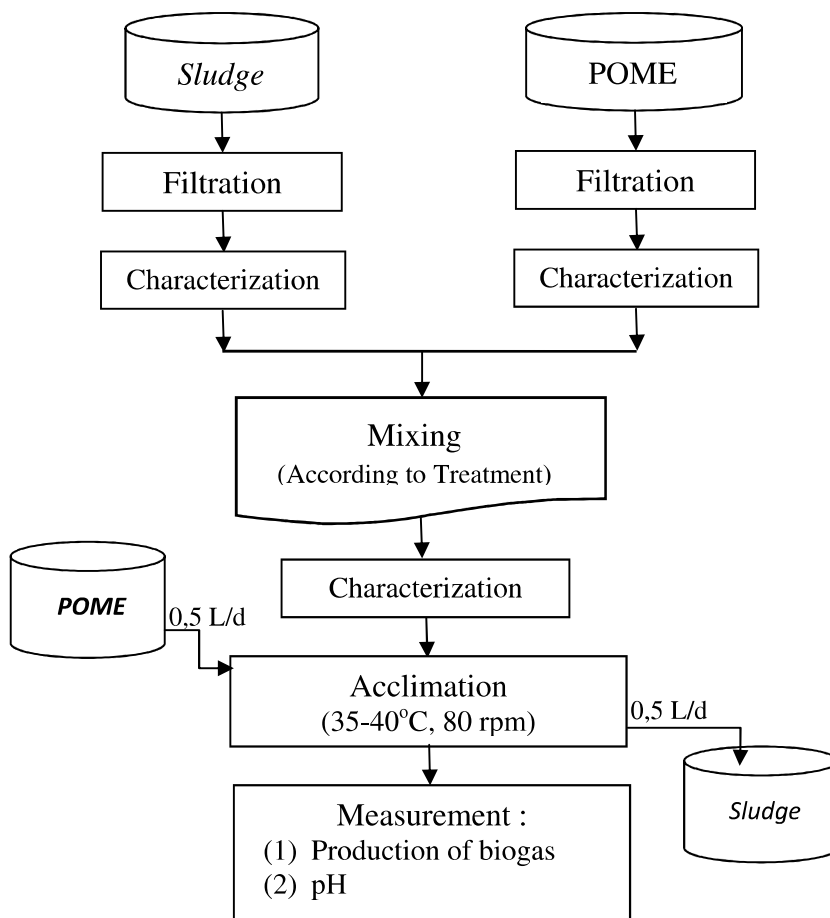 Sludge
POME
Filtration
Filtration
Characterization
Characterization
Mixing
(According to Treatment)
Characterization
POME
0,5 L/d
Acclimation
(35-40°C, 80 rpm)
0,5 L/d
Sludge
Measurement :
(1) Production of biogas
(2) pH